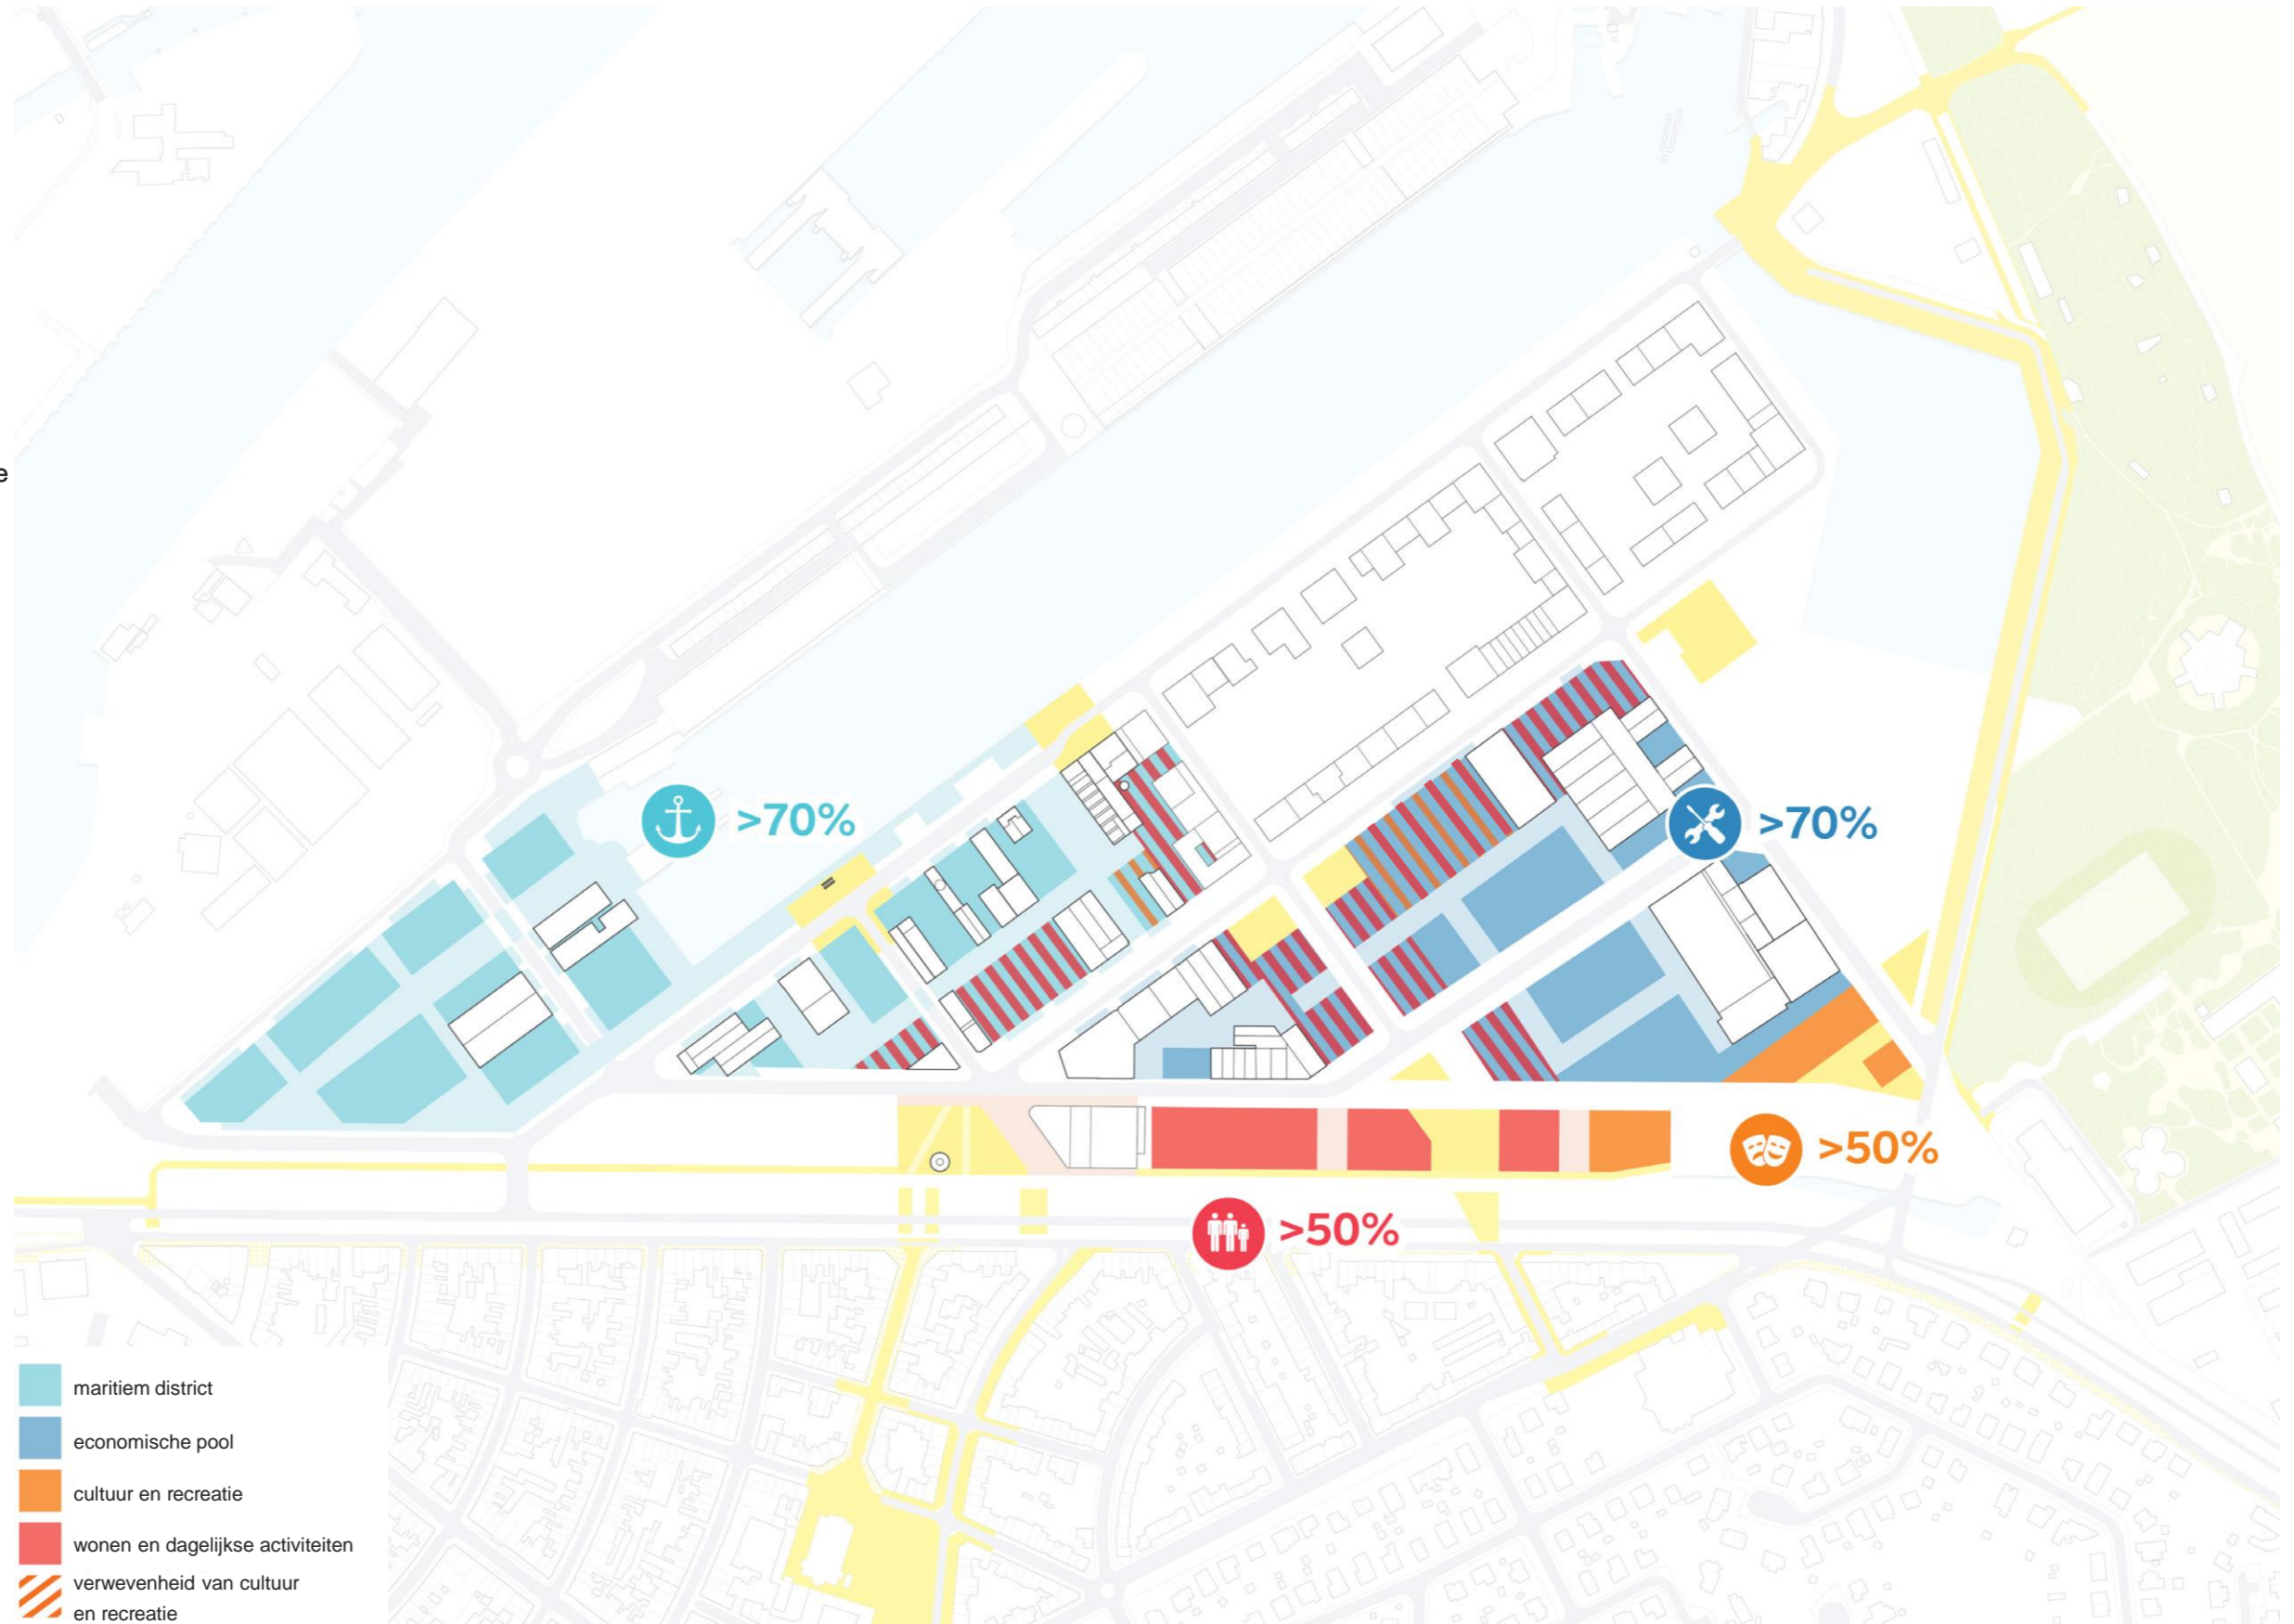 e
>70%
>70%
>50%
>50%
maritiem district
economische pool
cultuur en recreatie
wonen en dagelijkse activiteiten
verwevenheid van cultuur
en recreatie